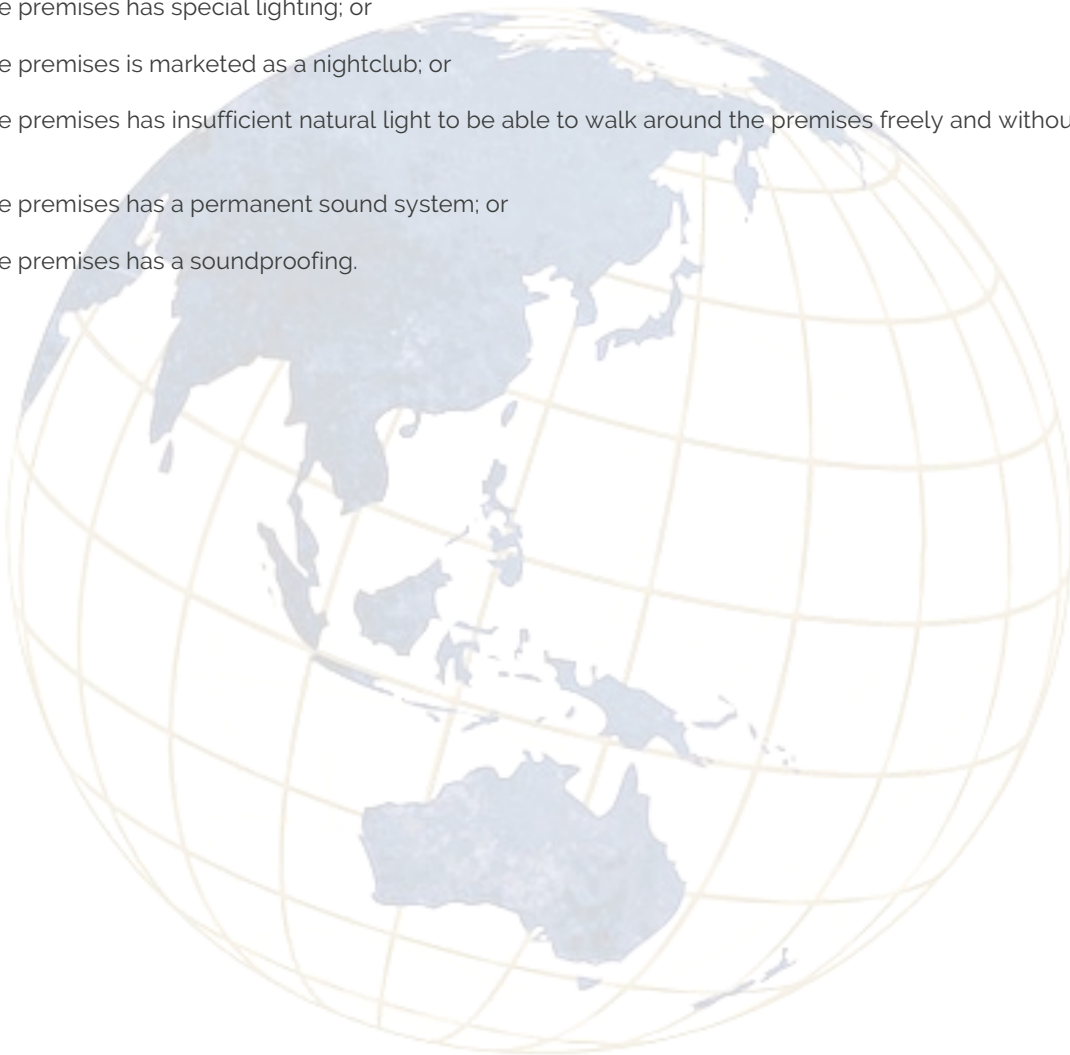 e premises has special lighting; or
e premises is marketed as a nightclub; or
e premises has insufficient natural light to be able to walk around the premises freely and withou
e premises has a permanent sound system; or
e premises has a soundproofing.